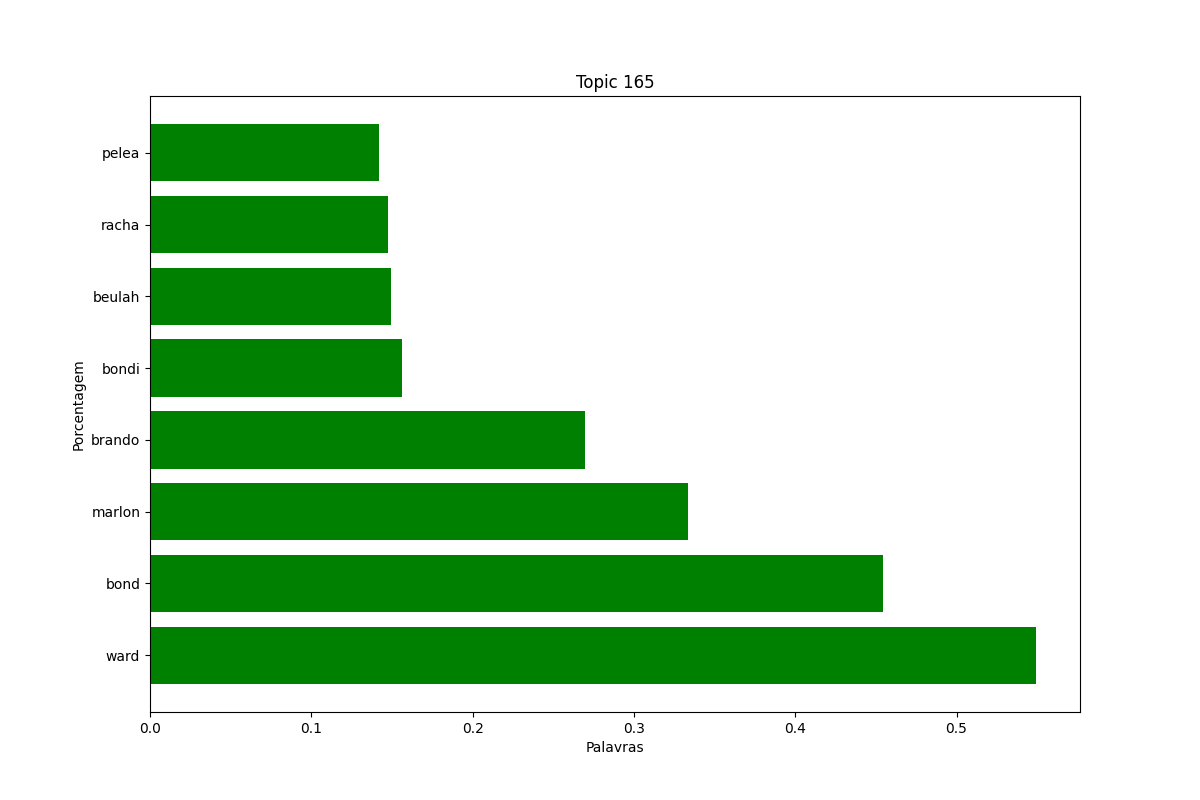 Topic 165
pelea
racha
beulah
bondi
brando
marlon
bond
ward
Porcentagem
0.0 0.1 0.2 0.3 0.4 0.5
Palavras